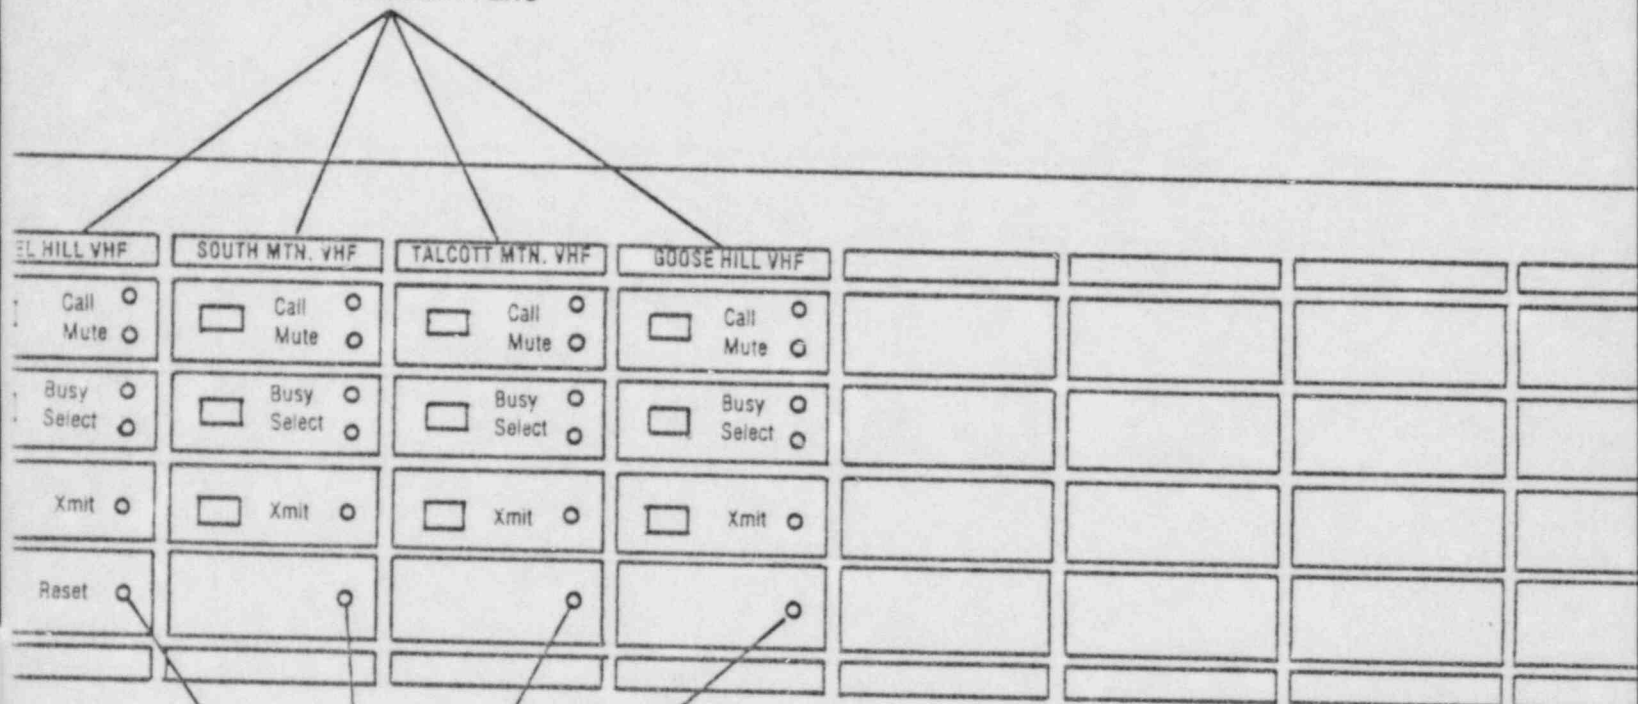 EL HILL VHF SOUTH MTN. VHF TALCOTT MTN. VHF GOOSE HILL VHF
Call Call Call Call
Mute Mute Mute Mute
Busy Busy Busy Busy
Select Select Select Select
Xmit Xmit Xmit Xmit
Reset